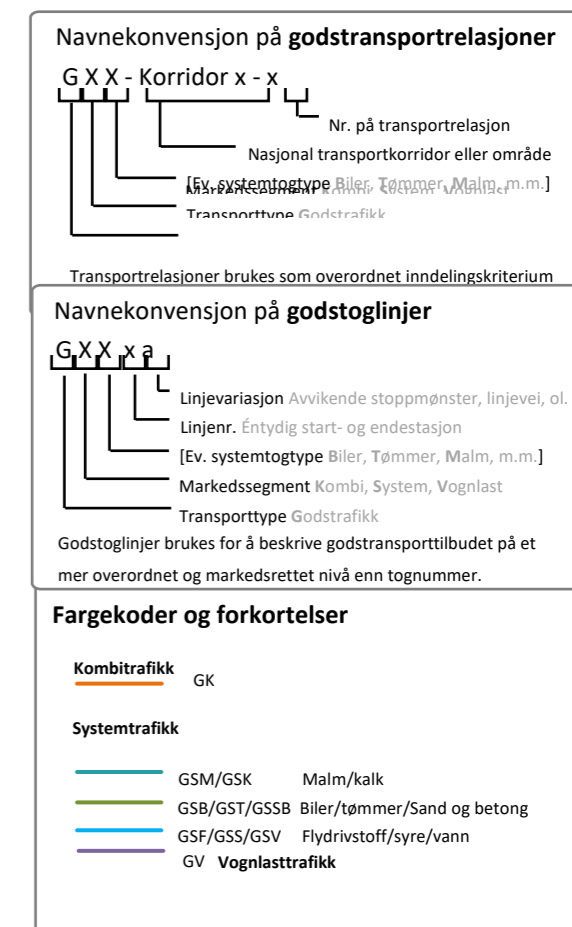 Navnekonvensjon på godstransportrelasjoner
G X X - Korridor x - x
Nr. på transportrelasjon
Nasjonal transportkorridor eller område
[Ev. systemtogtype Biler, Tømmer, Malm, m.m.]
Markedssegment Kombi, System, Vognlast
Transporttype Godstrafikk
Transportrelasjoner brukes som overordnet inndelingskriterium
Navnekonvensjon på godstoglinjer
G X X x a
Linjevariasjon Avvikende stoppmønster, linjevei, ol.
Linjenr. Éntydig start- og endestasjon
[Ev. systemtogtype Biler, Tømmer, Malm, m.m.]
Markedssegment Kombi, System, Vognlast
Transporttype Godstrafikk
Godstoglinjer brukes for å beskrive godstransporttilbudet på et
mer overordnet og markedsrettet nivå enn tognummer.
Fargekoder og forkortelser
Kombitrafikk
GK
Systemtrafikk
GSM/GSK Malm/kalk
GSB/GST/GSSB Biler/tømmer/Sand og betong
GSF/GSS/GSV Flydrivstoff/syre/vann
GV Vognlasttrafikk